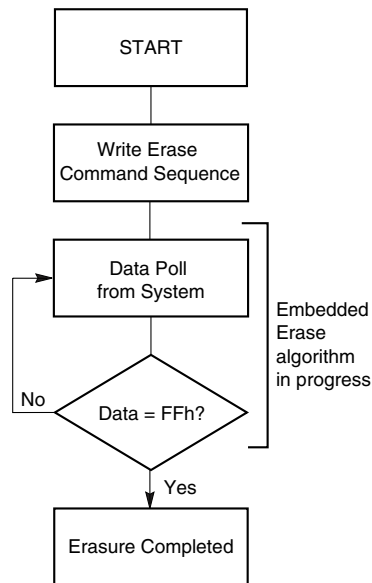 START
Write Erase
Command Sequence
Data Poll
from System
Embedded
Erase
algorithm
in progress
No
Data = FFh?
Yes
Erasure Completed